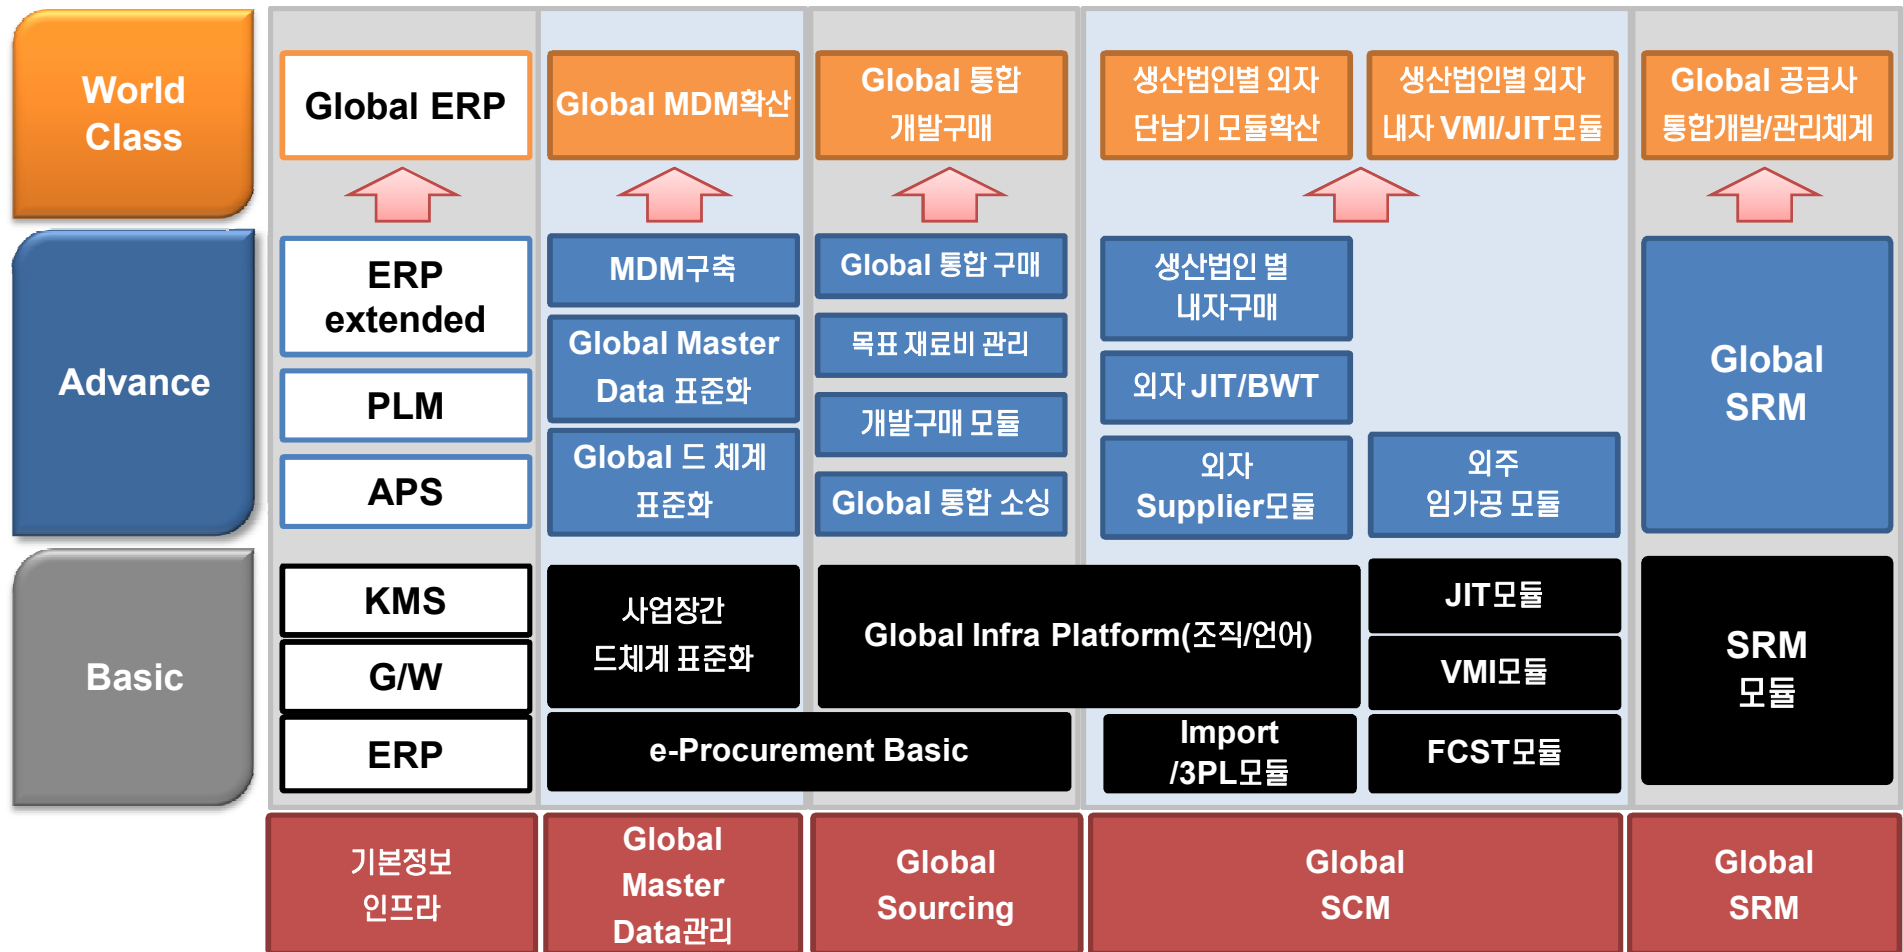 World
Class
Global ERP
Global MDM확산
Global 통합
개발구매
생산법인별 외자
단납기 모듈확산
생산법인별 외자
내자 VMI/JIT모듈
Global 공급사
통합개발/관리체계
Advance
ERP
extended
PLM
APS
MDM구축
Global Master
Data 표준화
Global 드 체계
표준화
Global 통합 구매
목표 재료비 관리
개발구매 모듈
Global 통합 소싱
생산법인 별
내자구매
외자 JIT/BWT
외자
Supplier모듈
외주
임가공 모듈
Global
SRM
Basic
KMS
G/W
ERP
사업장간
드체계 표준화
e-Procurement Basic
Global Infra Platform(조직/언어)
Import
/3PL모듈
JIT모듈
VMI모듈
FCST모듈
SRM
모듈
기본정보
인프라
Global
Master
Data관리
Global
Sourcing
Global
SCM
Global
SRM